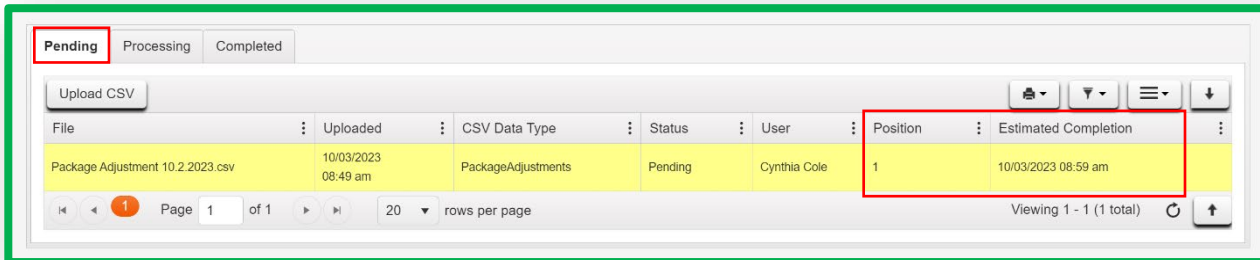 Pending Processing Completed
Upload CSV
File Uploaded CSV Data Type Status User Position Estimated Completion
Package Adjustment 10.2.2023.csv 10/03/2023 08:49 am PackageAdjustments Pending Cynthia Cole 1 10/03/2023 08:59 am
1 Page 1 of 1 20 rows per page Viewing 1 - 1 (1 total)